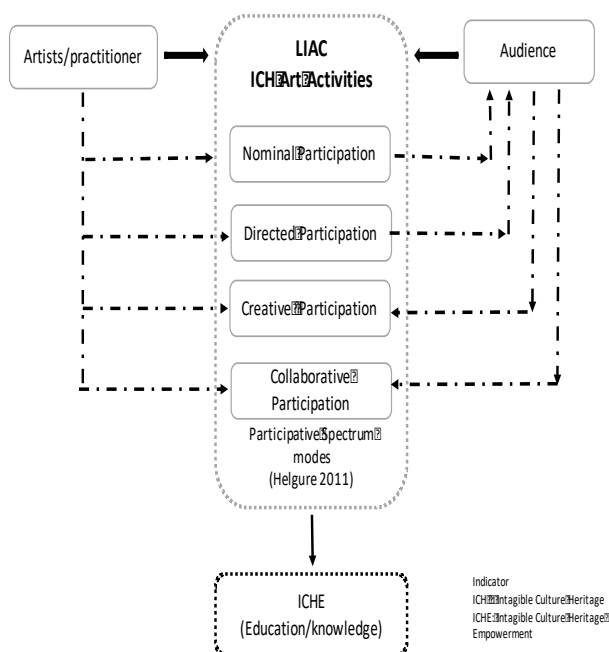 Artists/practitioner
LIAC
ICH Art Activities
Audience
Nominal Participation
Directed Participation
Creative Participation
Collaborative
Participation
Participative Spectrum
modes
(Helgure 2011)
ICHE
(Education/knowledge)
Indicator
ICH Intagible Culture Heritage
ICHE: Intagible Culture Heritage
Empowerment